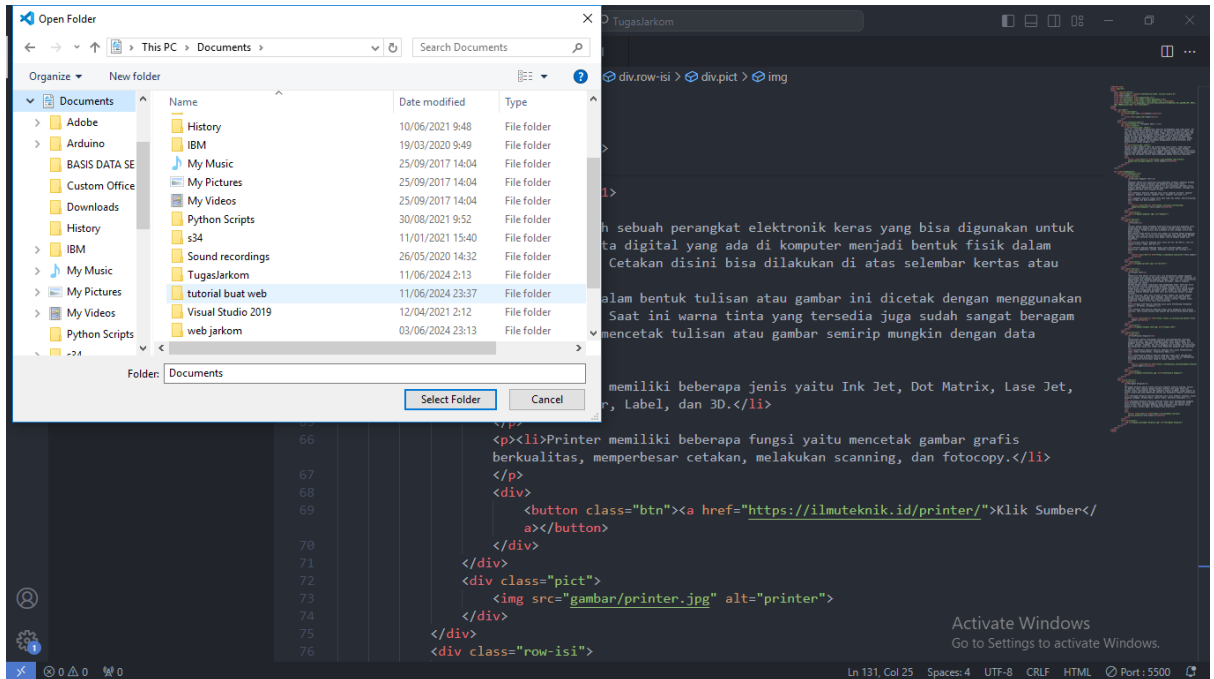 Open Folder
TugasJarkom
This PC > Documents >
Search Documents
Organize
New folder
div.row-isi > div.pict > img
Documents
Adobe
Arduino
BASIS DATA SE
Custom Office
Downloads
History
IBM
My Music
My Pictures
My Videos
Python Scripts
Name Date modified Type
History 10/06/2021 9:48 File folder
IBM 19/03/2020 9:49 File folder
My Music 25/09/2017 14:04 File folder
My Pictures 25/09/2017 14:04 File folder
My Videos 25/09/2017 14:04 File folder
Python Scripts 30/08/2021 9:52 File folder
s34 11/01/2021 15:40 File folder
Sound recordings 26/05/2020 14:32 File folder
TugasJarkom 11/06/2024 2:13 File folder
tutorial buat web 11/06/2024 23:37 File folder
Visual Studio 2019 12/04/2021 2:12 File folder
web jarkom 03/06/2024 23:13 File folder
Folder: Documents
Select Folder
Cancel
>
1>
h sebuah perangkat elektronik keras yang bisa digunakan untuk
ta digital yang ada di komputer menjadi bentuk fisik dalam
Cetakan disini bisa dilakukan di atas selembar kertas atau
alam bentuk tulisan atau gambar ini dicetak dengan menggunakan
Saat ini warna tinta yang tersedia juga sudah sangat beragam
mencetak tulisan atau gambar semirip mungkin dengan data
memiliki beberapa jenis yaitu Ink Jet, Dot Matrix, Lase Jet,
r, Label, dan 3D.</li>
</p>
66 <p><li>Printer memiliki beberapa fungsi yaitu mencetak gambar grafis
berkualitas, memperbesar cetakan, melakukan scanning, dan fotocopy.</li>
67 </p>
68 <div>
69 <button class="btn"><a href="https://ilmuteknik.id/printer/">Klik Sumber</
a></button>
70 </div>
71 </div>
72 <div class="pict">
73 <img src="gambar/printer.jpg" alt="printer">
74 </div>
75 </div>
76 <div class="row-isi">
Activate Windows
Go to Settings to activate Windows.
1
0 0 0
Ln 131, Col 25 Spaces: 4 UTF-8 CRLF HTML Port : 5500